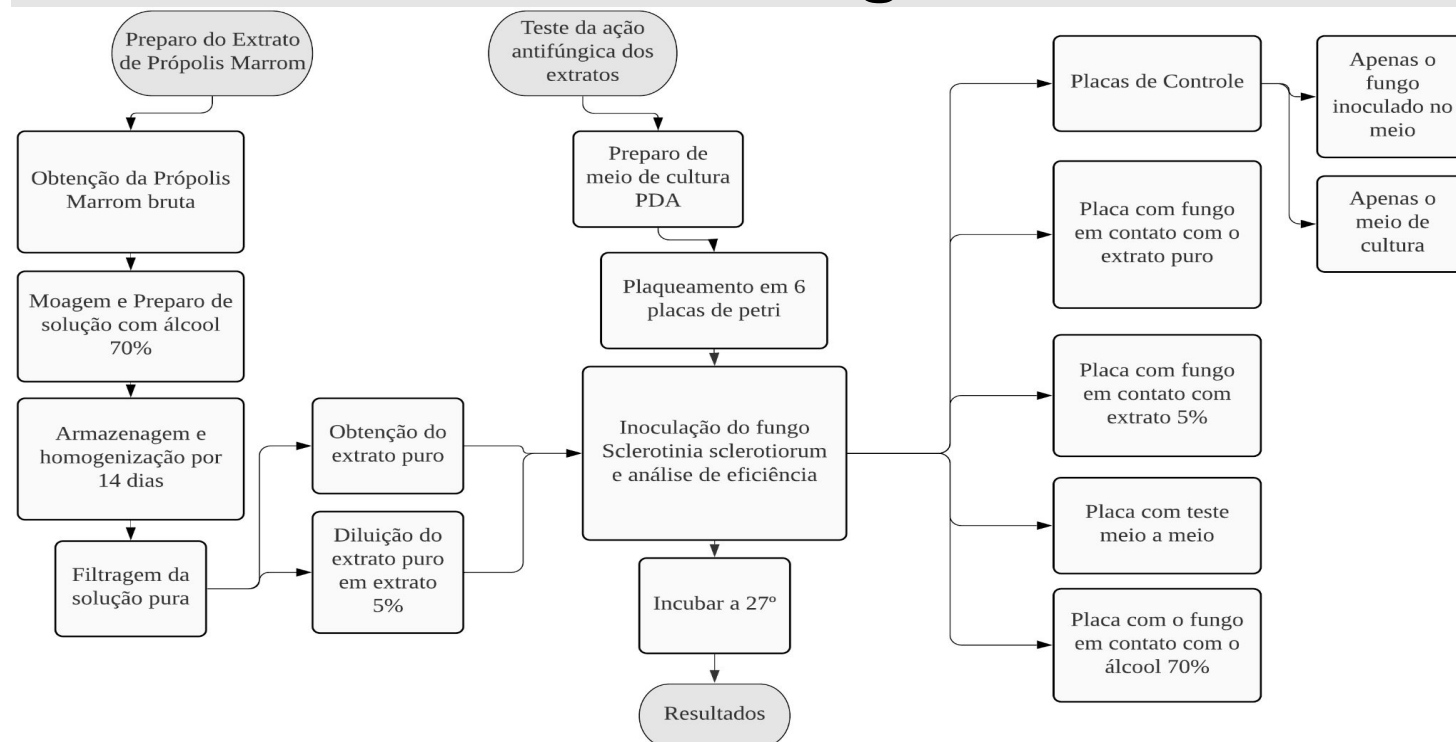 Preparo do Extrato
de Própolis Marrom
Obtenção da Própolis
Marrom bruta
Moagem e Preparo de
solução com álcool
70%
Armazenagem e
homogenização por
14 dias
Filtragem da
solução pura
Obtenção do
extrato puro
Diluição do
extrato puro
em extrato
5%
Teste da ação
antifúngica dos
extratos
Preparo de
meio de cultura
PDA
Plaqueamento em 6
placas de petri
Inoculação do fungo
Sclerotinia sclerotiorum
e análise de eficiência
Incubar a 27º
Resultados
Placas de Controle
Apenas o
fungo
inoculado no
meio
Apenas o
meio de
cultura
Placa com fungo
em contato com o
extrato puro
Placa com fungo
em contato com
extrato 5%
Placa com teste
meio a meio
Placa com o fungo
em contato com o
álcool 70%